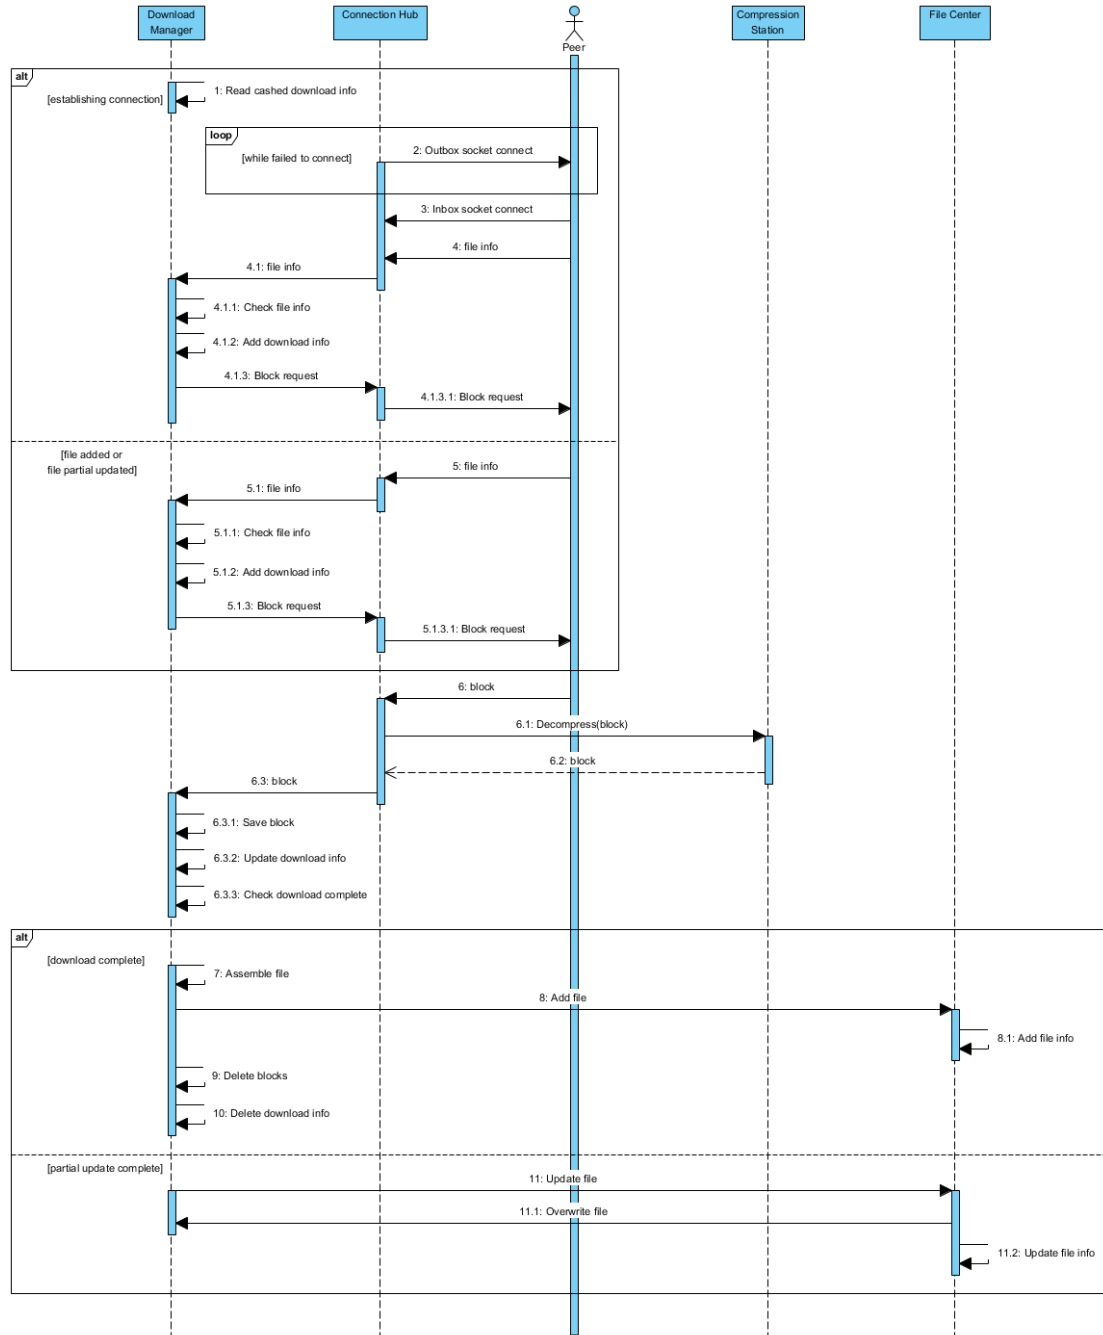 Download
Manager
Connection Hub
Peer
Compression
Station
File Center
alt
[establishing connection]
1: Read cashed download info
loop
[while failed to connect]
2: Outbox socket connect
3: Inbox socket connect
4: file info
4.1: file info
4.1.1: Check file info
4.1.2: Add download info
4.1.3: Block request
4.1.3.1: Block request
[file added or
file partial updated]
5: file info
5.1: file info
5.1.1: Check file info
5.1.2: Add download info
5.1.3: Block request
5.1.3.1: Block request
6: block
6.1: Decompress(block)
6.2: block
6.3: block
6.3.1: Save block
6.3.2: Update download info
6.3.3: Check download complete
alt
[download complete]
7: Assemble file
8: Add file
8.1: Add file info
9: Delete blocks
10: Delete download info
[partial update complete]
11: Update file
11.1: Overwrite file
11.2: Update file info